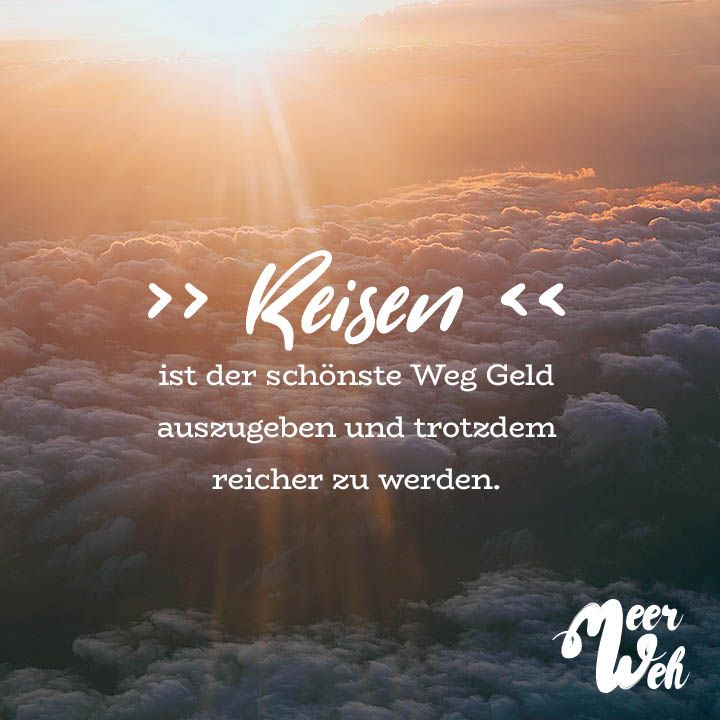 >> Reisen <<
ist der schönste Weg Geld
auszugeben und trotzdem
reicher zu werden.
Meer
Weh